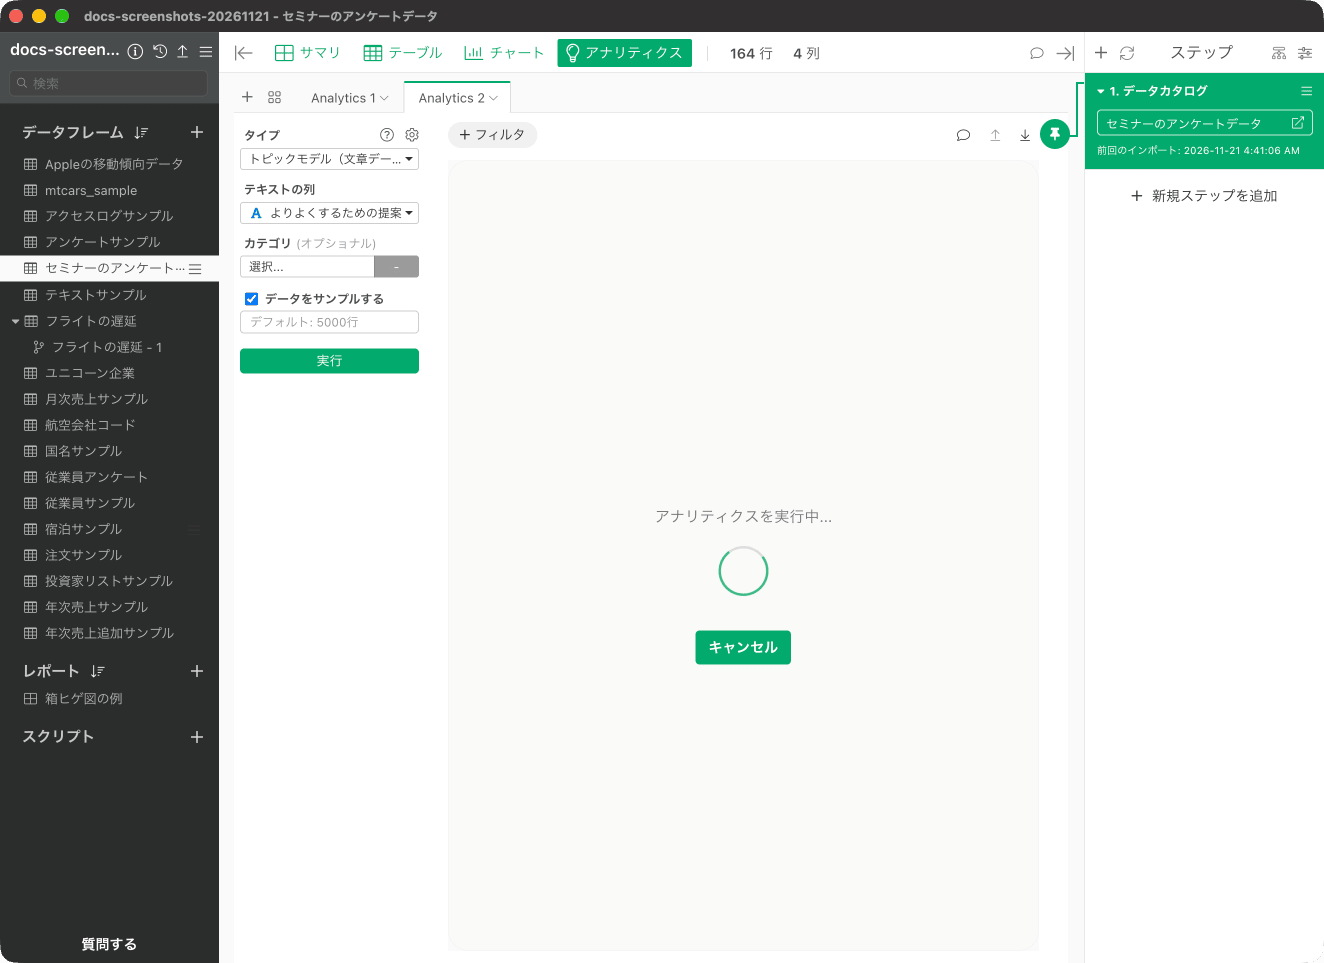 docs-screenshots-20261121 - セミナーのアンケートデータ
docs-screen...
検索
データフレーム
Appleの移動傾向データ
mtcars_sample
アクセスログサンプル
アンケートサンプル
セミナーのアンケート…
テキストサンプル
フライトの遅延
フライトの遅延 - 1
ユニコーン企業
月次売上サンプル
航空会社コード
国名サンプル
従業員アンケート
従業員サンプル
宿泊サンプル
注文サンプル
投資家リストサンプル
年次売上サンプル
年次売上追加サンプル
レポート
箱ヒゲ図の例
スクリプト
質問する
サマリ テーブル チャート アナリティクス 164 行 4 列
Analytics 1 Analytics 2
タイプ
トピックモデル（文章デー...
テキストの列
A よりよくするための提案
カテゴリ (オプショナル)
選択... -
データをサンプルする
デフォルト: 5000行
実行
+ フィルタ
アナリティクスを実行中...
キャンセル
ステップ
1. データカタログ
セミナーのアンケートデータ
前回のインポート: 2026-11-21 4:41:06 AM
+ 新規ステップを追加